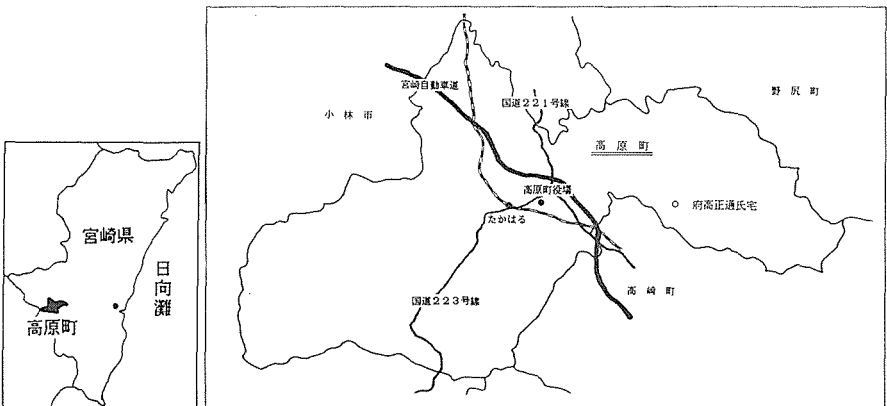 宮崎県
日向灘
高原町
宮崎自動車道
国道221号線
野尻町
小林市
高原町
高原町役場
府高正通氏宅
たかはる
高崎町
国道223号線